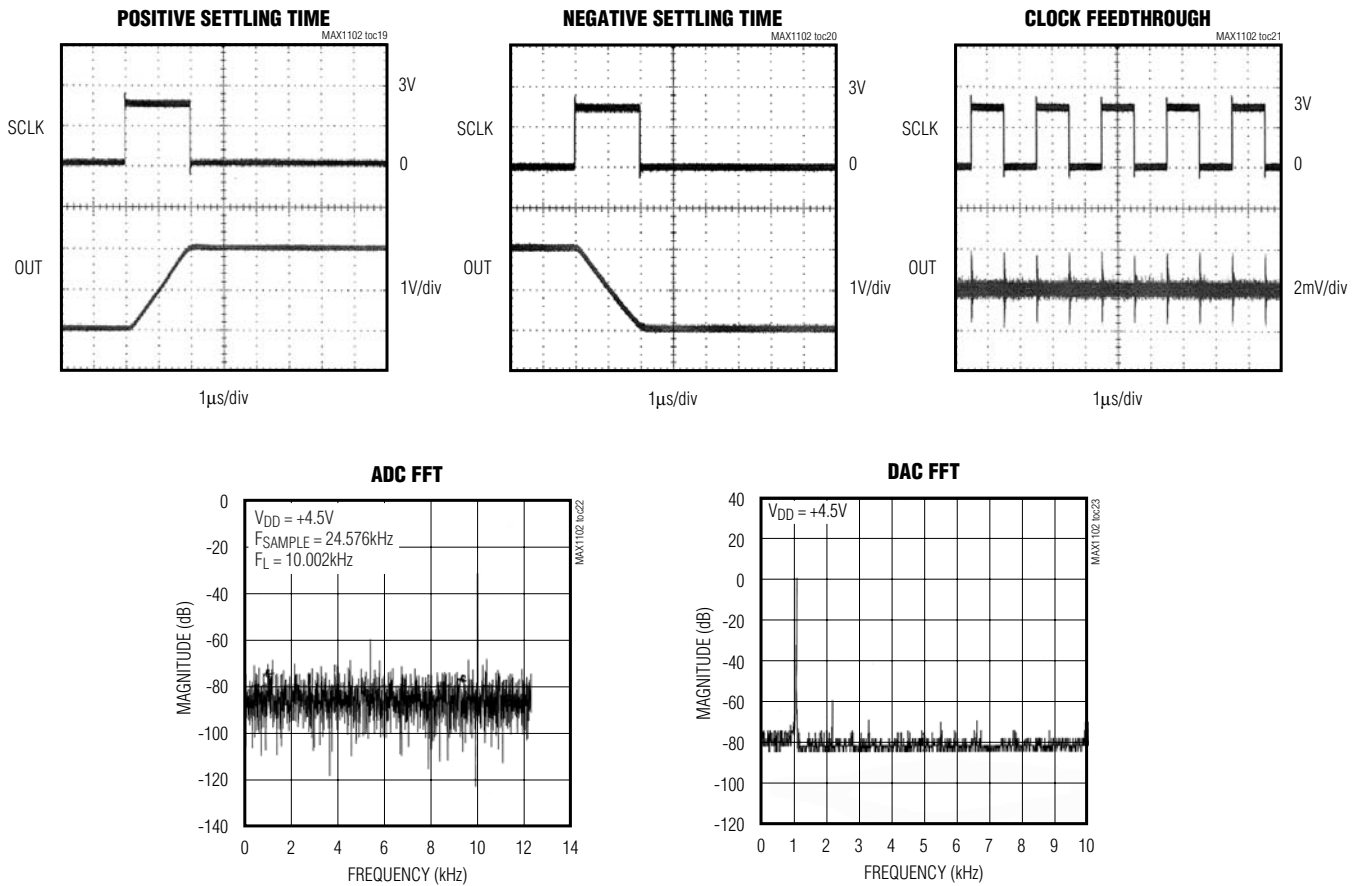 POSITIVE SETTLING TIME
MAX1102 toc19
SCLK
3V
0
OUT
1V/div
1µs/div
NEGATIVE SETTLING TIME
MAX1102 toc20
SCLK
3V
0
OUT
1V/div
1µs/div
CLOCK FEEDTHROUGH
MAX1102 toc21
SCLK
3V
0
OUT
2mV/div
1µs/div
ADC FFT
MAX1102 toc22
VDD = +4.5V
FSAMPLE = 24.576kHz
FL = 10.002kHz
MAGNITUDE (dB)
0
-20
-40
-60
-80
-100
-120
-140
0 2 4 6 8 10 12 14
FREQUENCY (kHz)
DAC FFT
MAX1102 toc23
VDD = +4.5V
MAGNITUDE (dB)
40
20
0
-20
-40
-60
-80
-100
-120
0 1 2 3 4 5 6 7 8 9 10
FREQUENCY (kHz)